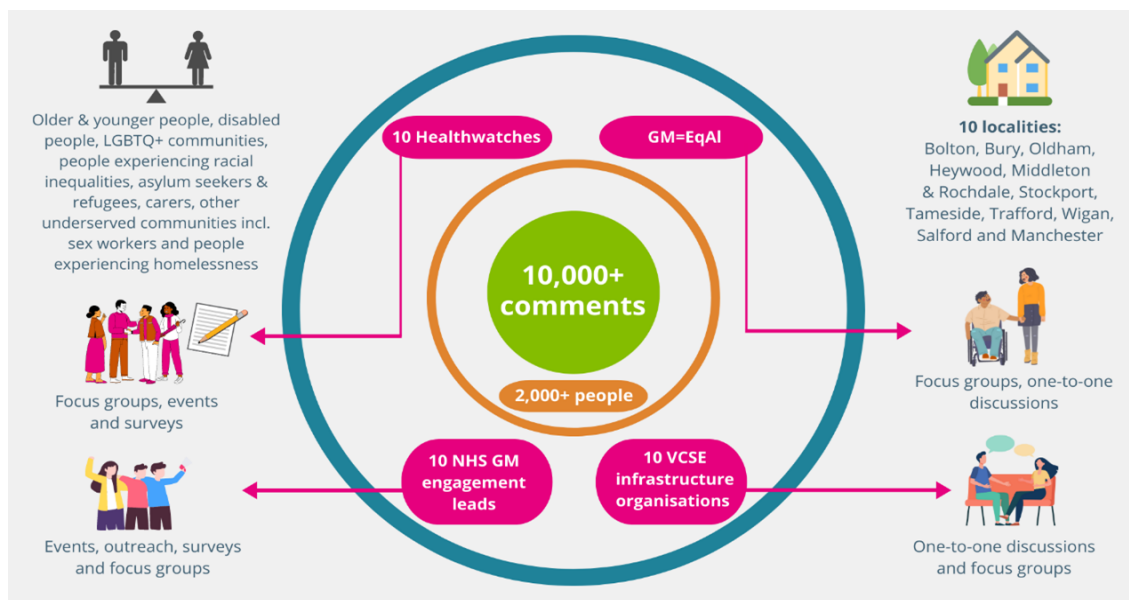 Older & younger people, disabled
people, LGBTQ+ communities,
people experiencing racial
inequalities, asylum seekers &
refugees, carers, other
underserved communities incl.
sex workers and people
experiencing homelessness
10 Healthwatches
GM=EqAl
10 localities:
Bolton, Bury, Oldham,
Heywood, Middleton
& Rochdale, Stockport,
Tameside, Trafford, Wigan,
Salford and Manchester
10,000+
comments
2,000+ people
Focus groups, events
and surveys
Focus groups, one-to-one
discussions
10 NHS GM
engagement
leads
10 VCSE
infrastructure
organisations
Events, outreach, surveys
and focus groups
One-to-one discussions
and focus groups